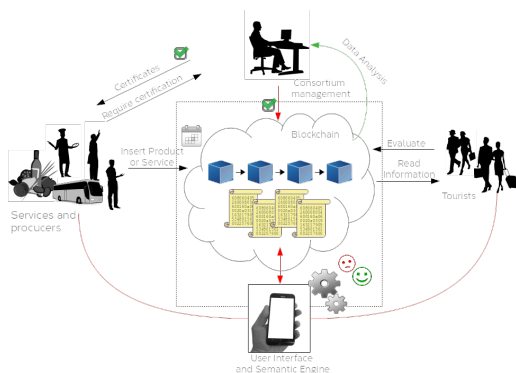 Data Analysis
Certificates
Require certification
Consortium
management
Blockchain
Insert Product
or Service
Evaluate
Read
Information
Services and
procucers
Tourists
User Interface
and Semantic Engine